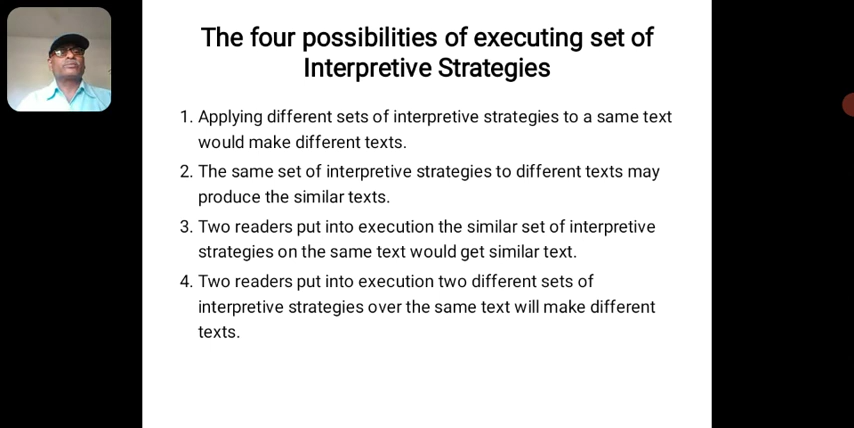 The four possibilities of executing set of
Interpretive Strategies
1. Applying different sets of interpretive strategies to a same text
would make different texts.
2. The same set of interpretive strategies to different texts may
produce the similar texts.
3. Two readers put into execution the similar set of interpretive
strategies on the same text would get similar text.
4. Two readers put into execution two different sets of
interpretive strategies over the same text will make different
texts.